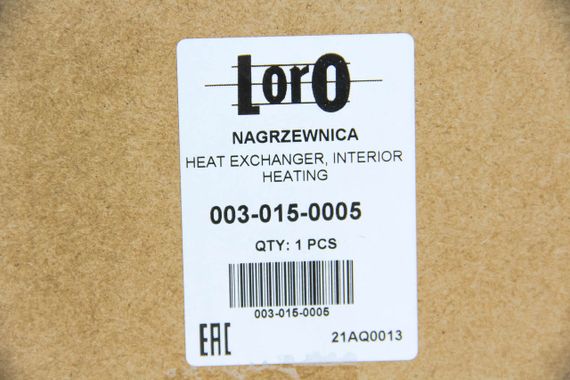 LorO
NAGRZEWNICA
HEAT EXCHANGER, INTERIOR
HEATING
003-015-0005
QTY: 1 PCS
003-015-0005
EAC
21AQ0013